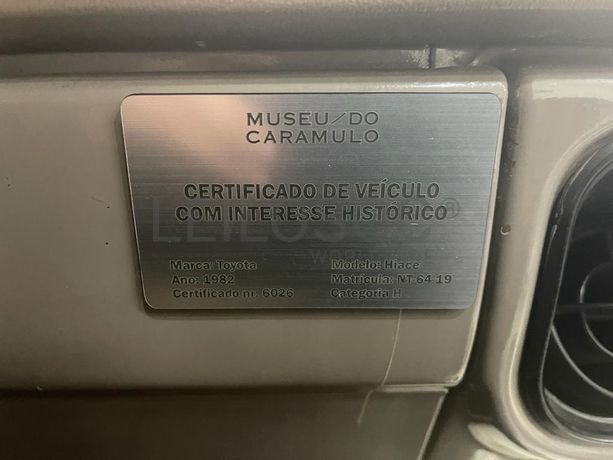 MUSEU/DO
CARAMULO
CERTIFICADO DE VEÍCULO
COM INTERESSE HISTÓRICO
Marca: Toyota Modelo: Hiace
Ano: 1982 Matrícula: NT-64-19
Certificado nr. 6026 Categoria H